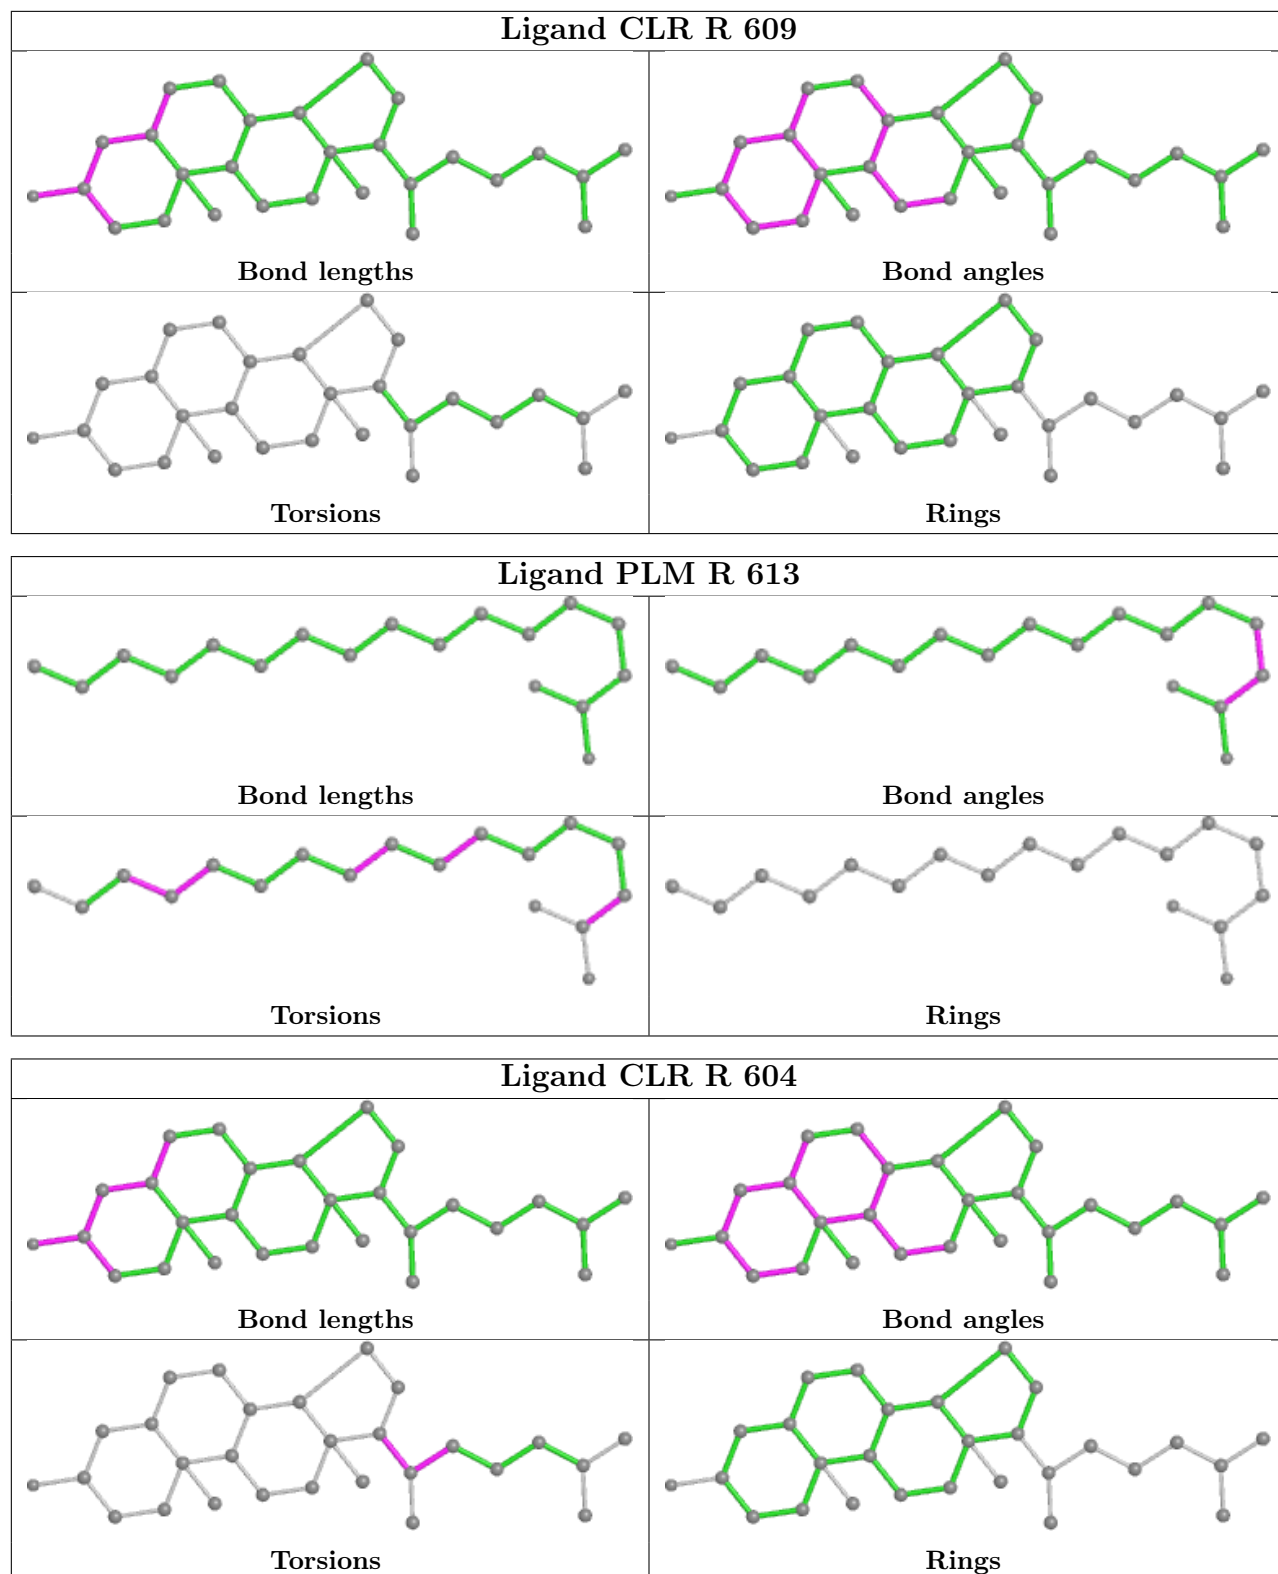 Ligand CLR R 609
Bond lengths
Bond angles
Torsions
Rings
Ligand PLM R 613
Bond lengths
Bond angles
Torsions
Rings
Ligand CLR R 604
Bond lengths
Bond angles
Torsions
Rings